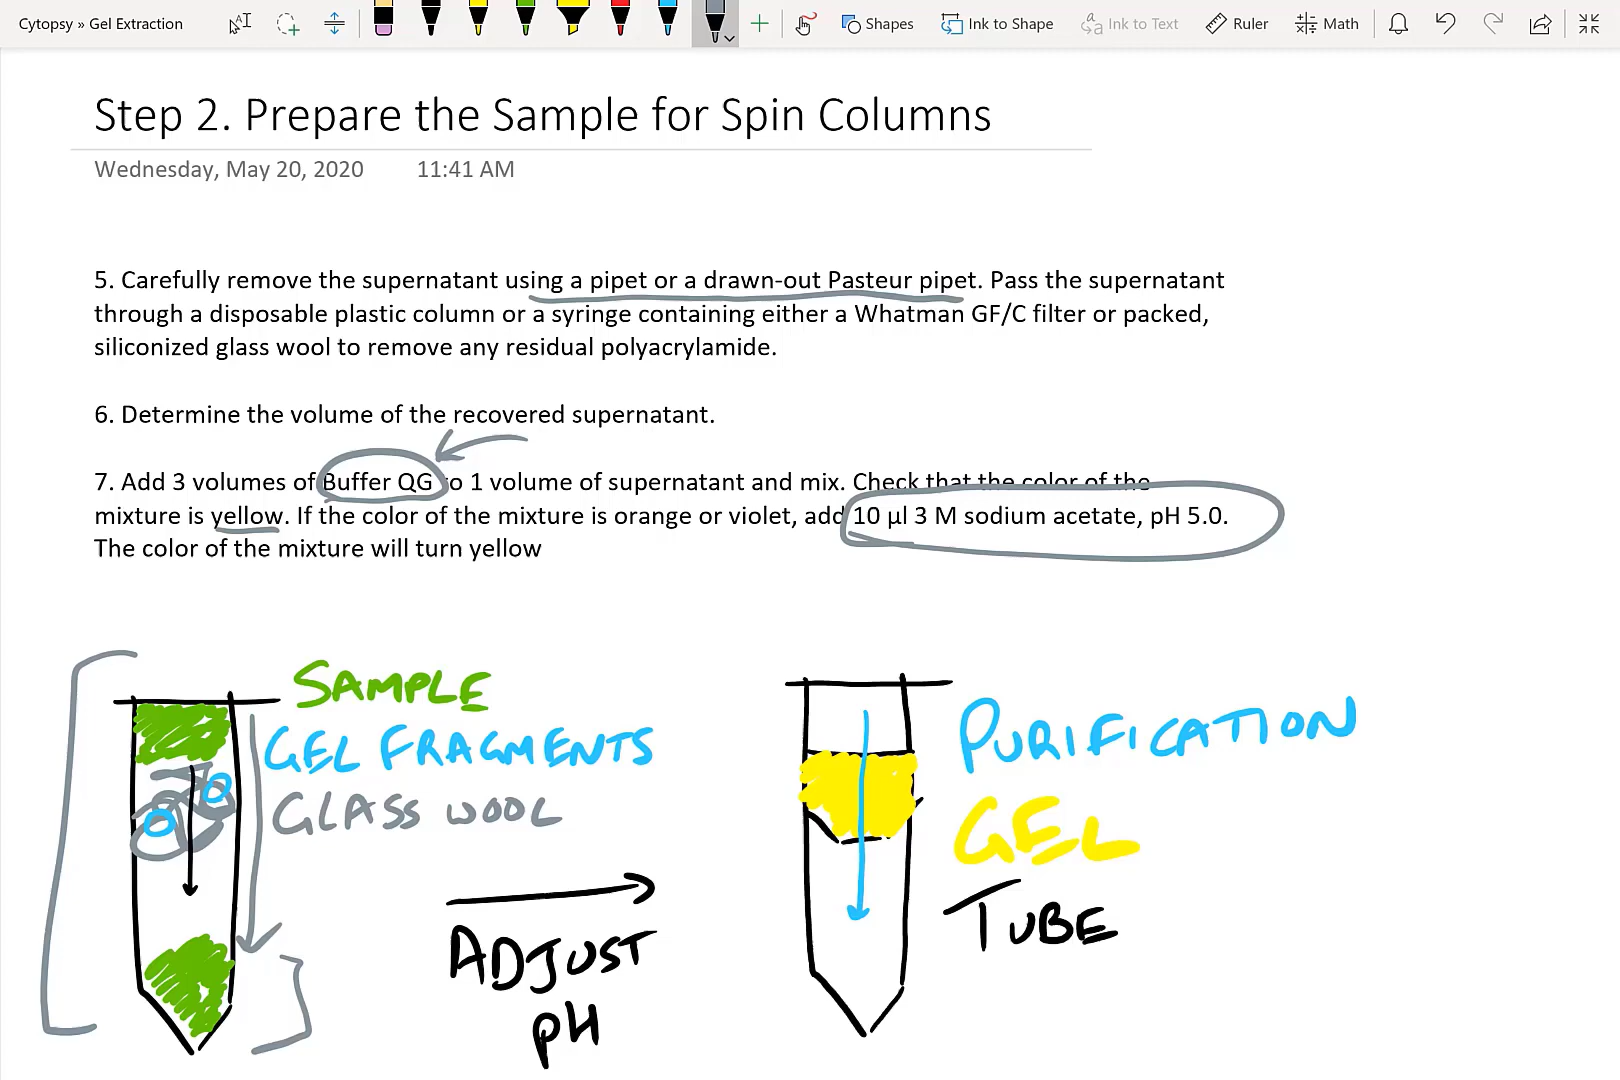 Cytopsy » Gel Extraction
Shapes
Ink to Shape
Ink to Text
Ruler
Math
Step 2. Prepare the Sample for Spin Columns
Wednesday, May 20, 2020 11:41 AM
5. Carefully remove the supernatant using a pipet or a drawn-out Pasteur pipet. Pass the supernatant
through a disposable plastic column or a syringe containing either a Whatman GF/C filter or packed,
siliconized glass wool to remove any residual polyacrylamide.
6. Determine the volume of the recovered supernatant.
7. Add 3 volumes of Buffer QG to 1 volume of supernatant and mix. Check that the color of the
mixture is yellow. If the color of the mixture is orange or violet, add 10 µl 3 M sodium acetate, pH 5.0.
The color of the mixture will turn yellow
SAMPLE
GEL FRAGMENTS
GLASS WOOL
ADJUST
pH
PURIFICATION
GEL
TUBE